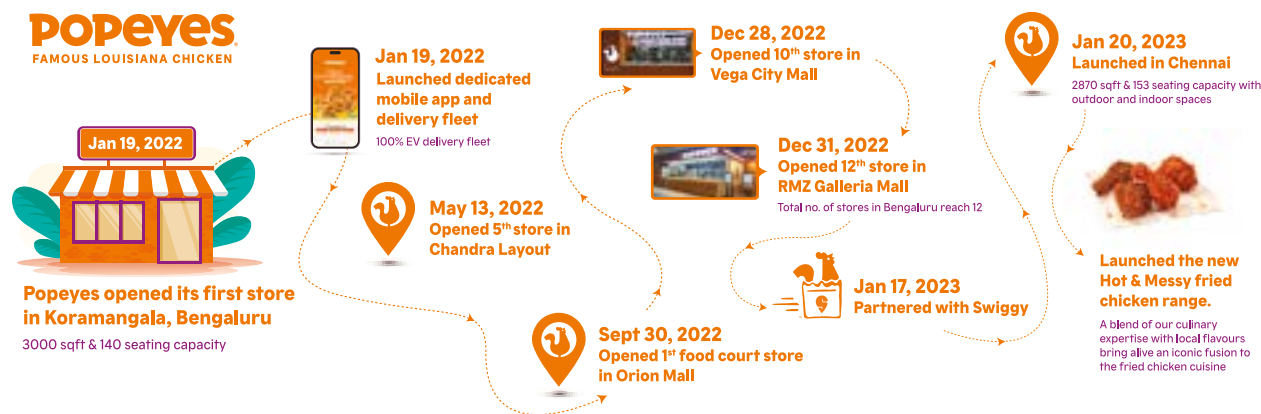 POPEYES
FAMOUS LOUISIANA CHICKEN
Jan 19, 2022
Popeyes opened its first store
in Koramangala, Bengaluru
3000 sqft & 140 seating capacity
Jan 19, 2022
Launched dedicated
mobile app and
delivery fleet
100% EV delivery fleet
May 13, 2022
Opened 5th store in
Chandra Layout
Sept 30, 2022
Opened 1st food court store
in Orion Mall
Dec 28, 2022
Opened 10th store in
Vega City Mall
Dec 31, 2022
Opened 12th store in
RMZ Galleria Mall
Total no. of stores in Bengaluru reach 12
Jan 17, 2023
Partnered with Swiggy
Jan 20, 2023
Launched in Chennai
2870 sqft & 153 seating capacity with
outdoor and indoor spaces
Launched the new
Hot & Messy fried
chicken range.
A blend of our culinary
expertise with local flavours
bring alive an iconic fusion to
the fried chicken cuisine